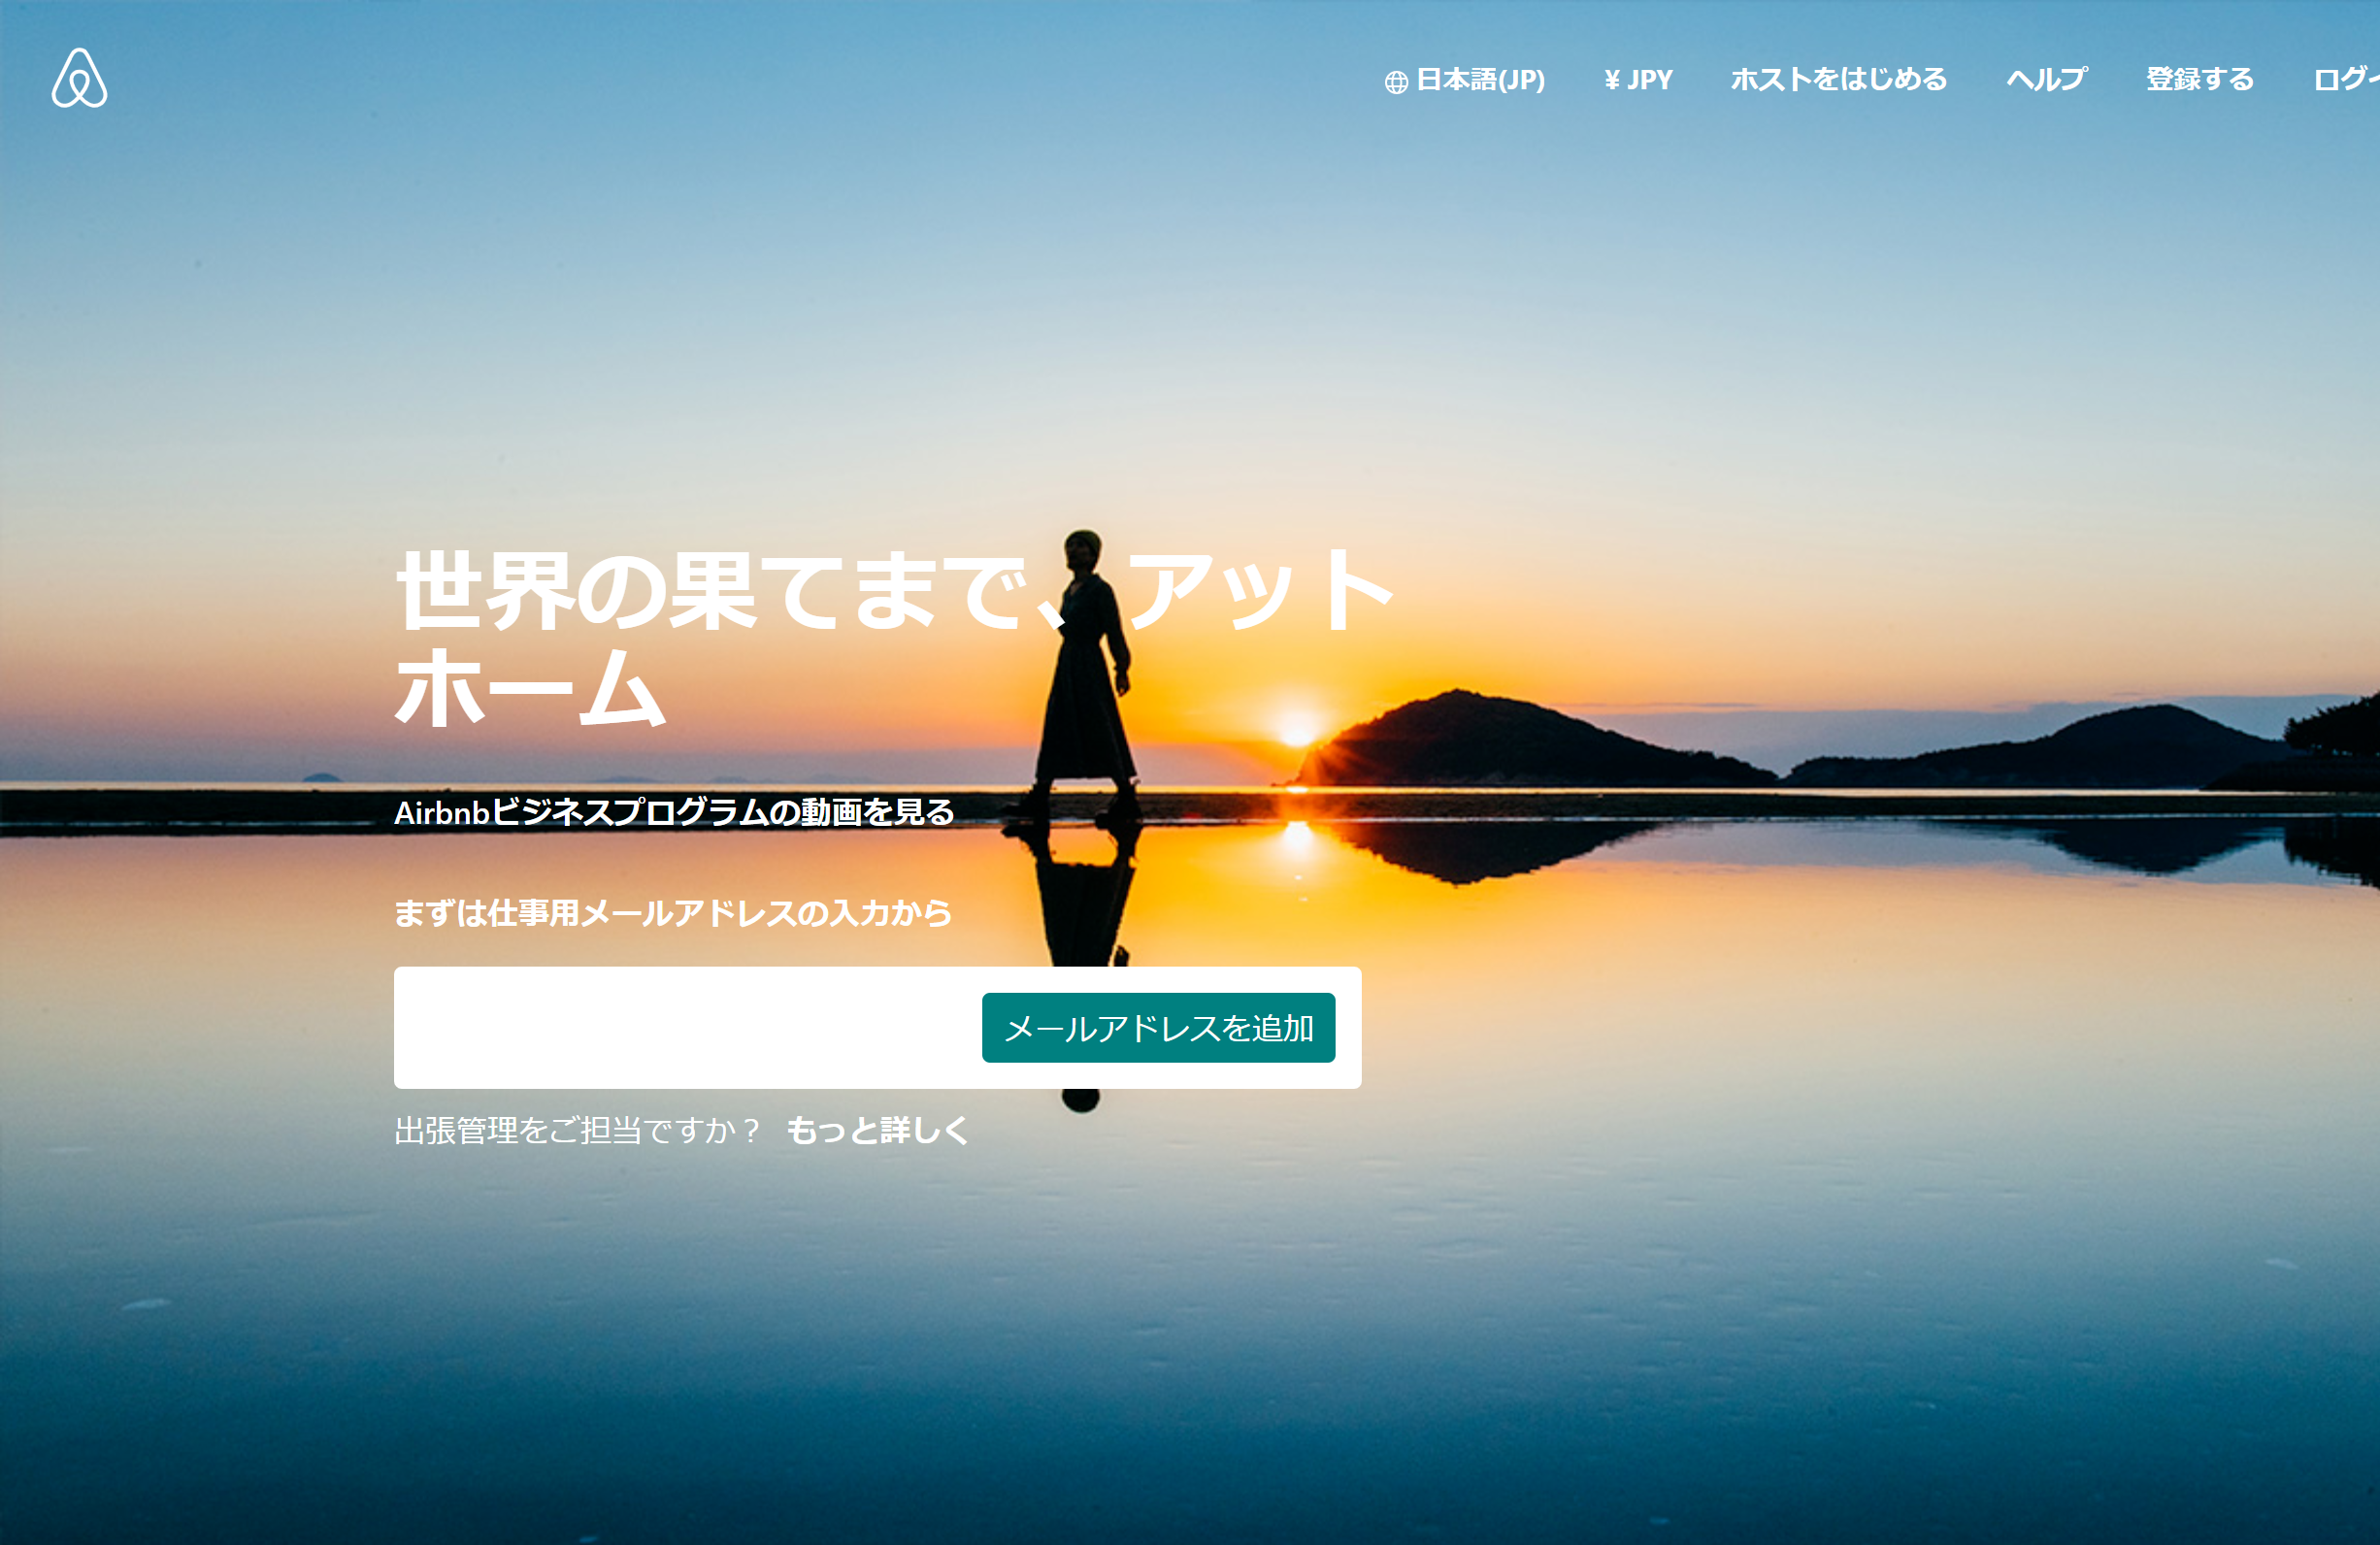 日本語(JP) ¥ JPY ホストをはじめる ヘルプ 登録する ログイ
世界の果てまで、アット
ホーム
Airbnbビジネスプログラムの動画を見る
まずは仕事用メールアドレスの入力から
メールアドレスを追加
出張管理をご担当ですか？ もっと詳しく